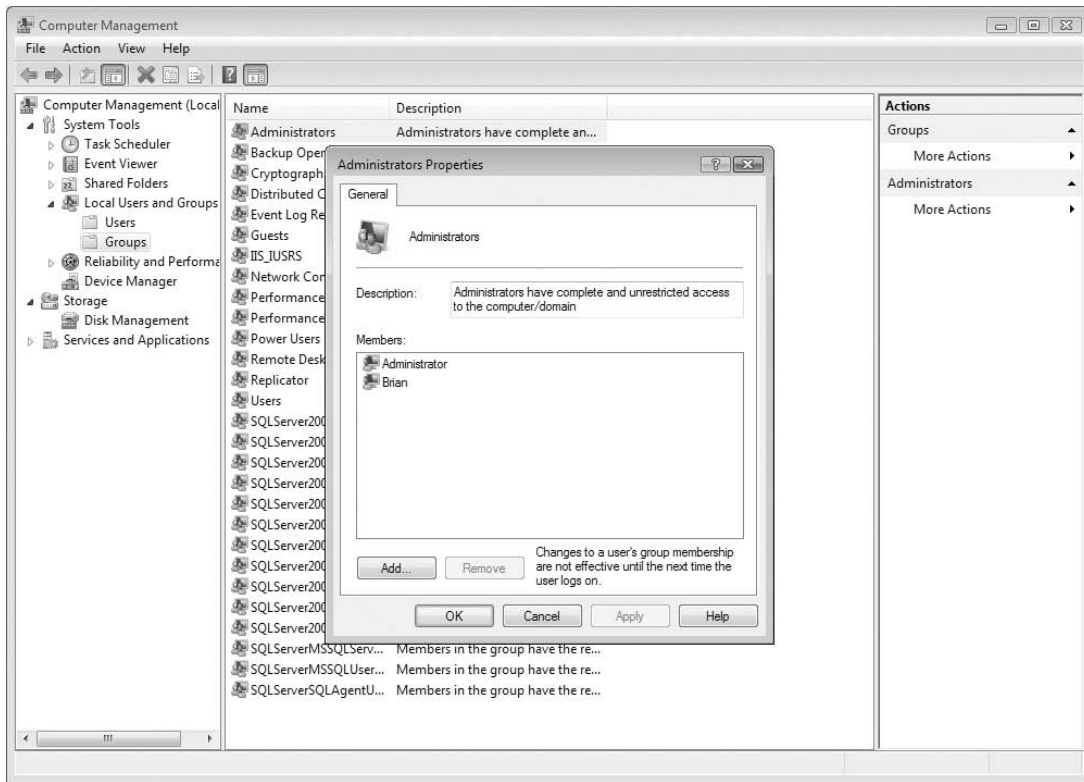 Computer Management
File Action View Help
Computer Management (Local
System Tools
Task Scheduler
Event Viewer
Shared Folders
Local Users and Groups
Users
Groups
Reliability and Performa
Device Manager
Storage
Disk Management
Services and Applications
Name Description
Administrators Administrators have complete an...
Backup Oper
Cryptograph
Distributed C
Event Log Re
Guests
IIS_IUSRS
Network Con
Performance
Performance
Power Users
Remote Desk
Replicator
Users
SQLServer200
SQLServer200
SQLServer200
SQLServer200
SQLServer200
SQLServer200
SQLServer200
SQLServer200
SQLServer200
SQLServer200
SQLServer200
SQLServerMSSQLServ... Members in the group have the re...
SQLServerMSSQLUser... Members in the group have the re...
SQLServerSQLAgentU... Members in the group have the re...
Administrators Properties
General
Administrators
Description: Administrators have complete and unrestricted access
to the computer/domain
Members:
Administrator
Brian
Add... Remove
Changes to a user's group membership
are not effective until the next time the
user logs on.
OK Cancel Apply Help
Actions
Groups
More Actions
Administrators
More Actions